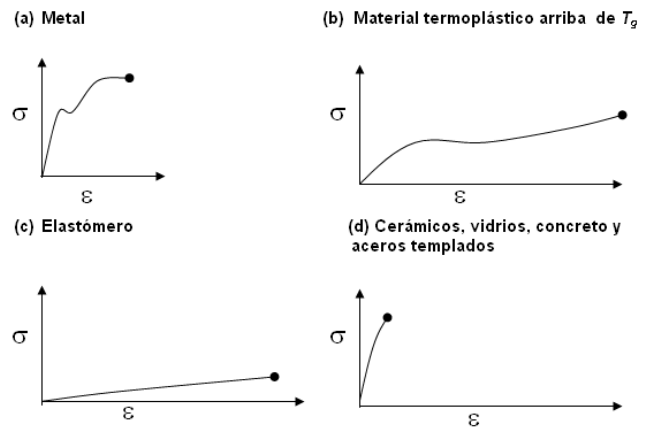 (a) Metal
(b) Material termoplástico arriba de Tg
σ
ε
σ
ε
(c) Elastómero
(d) Cerámicos, vidrios, concreto y
aceros templados
σ
ε
σ
ε